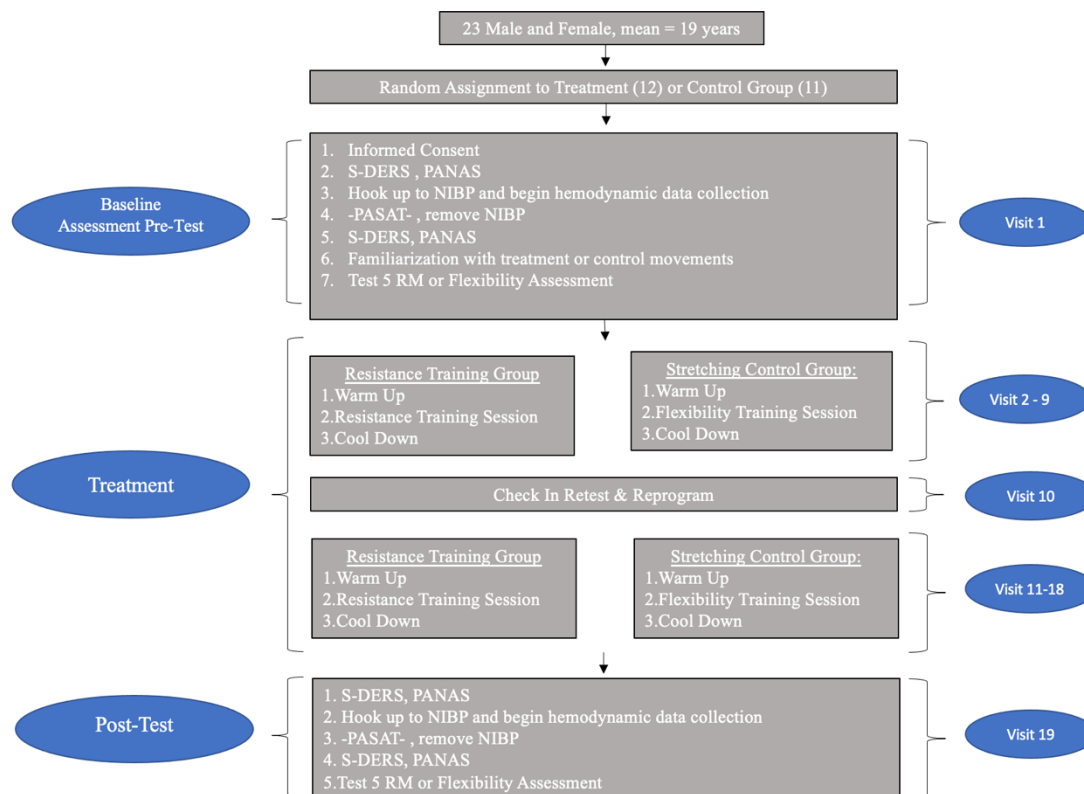 23 Male and Female, mean = 19 years
Random Assignment to Treatment (12) or Control Group (11)
Baseline
Assessment Pre-Test
1. Informed Consent
2. S-DERS , PANAS
3. Hook up to NIBP and begin hemodynamic data collection
4. -PASAT- , remove NIBP
5. S-DERS, PANAS
6. Familiarization with treatment or control movements
7. Test 5 RM or Flexibility Assessment
Visit 1
Treatment
Resistance Training Group
1.Warm Up
2.Resistance Training Session
3.Cool Down
Stretching Control Group:
1.Warm Up
2.Flexibility Training Session
3.Cool Down
Visit 2 - 9
Check In Retest & Reprogram
Visit 10
Resistance Training Group
1.Warm Up
2.Resistance Training Session
3.Cool Down
Stretching Control Group:
1.Warm Up
2.Flexibility Training Session
3.Cool Down
Visit 11-18
Post-Test
1. S-DERS, PANAS
2. Hook up to NIBP and begin hemodynamic data collection
3. -PASAT- , remove NIBP
4. S-DERS, PANAS
5.Test 5 RM or Flexibility Assessment
Visit 19